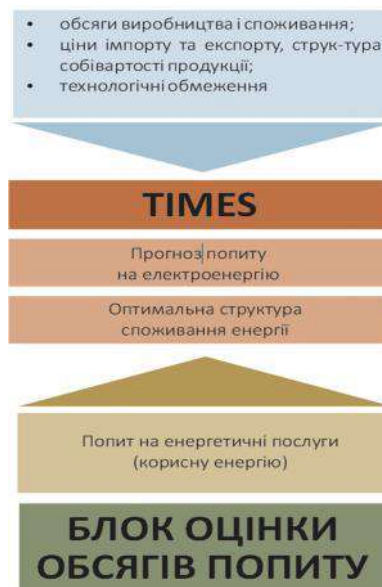 • обсяги виробництва і споживання;
• ціни імпорту та експорту, струк-тура
собівартості продукції;
• технологічні обмеження
TIMES
Прогноз попиту
на електроенергію
Оптимальна структура
споживання енергії
Попит на енергетичні послуги
(корисну енергію)
БЛОК ОЦІНКИ
ОБСЯГІВ ПОПИТУ